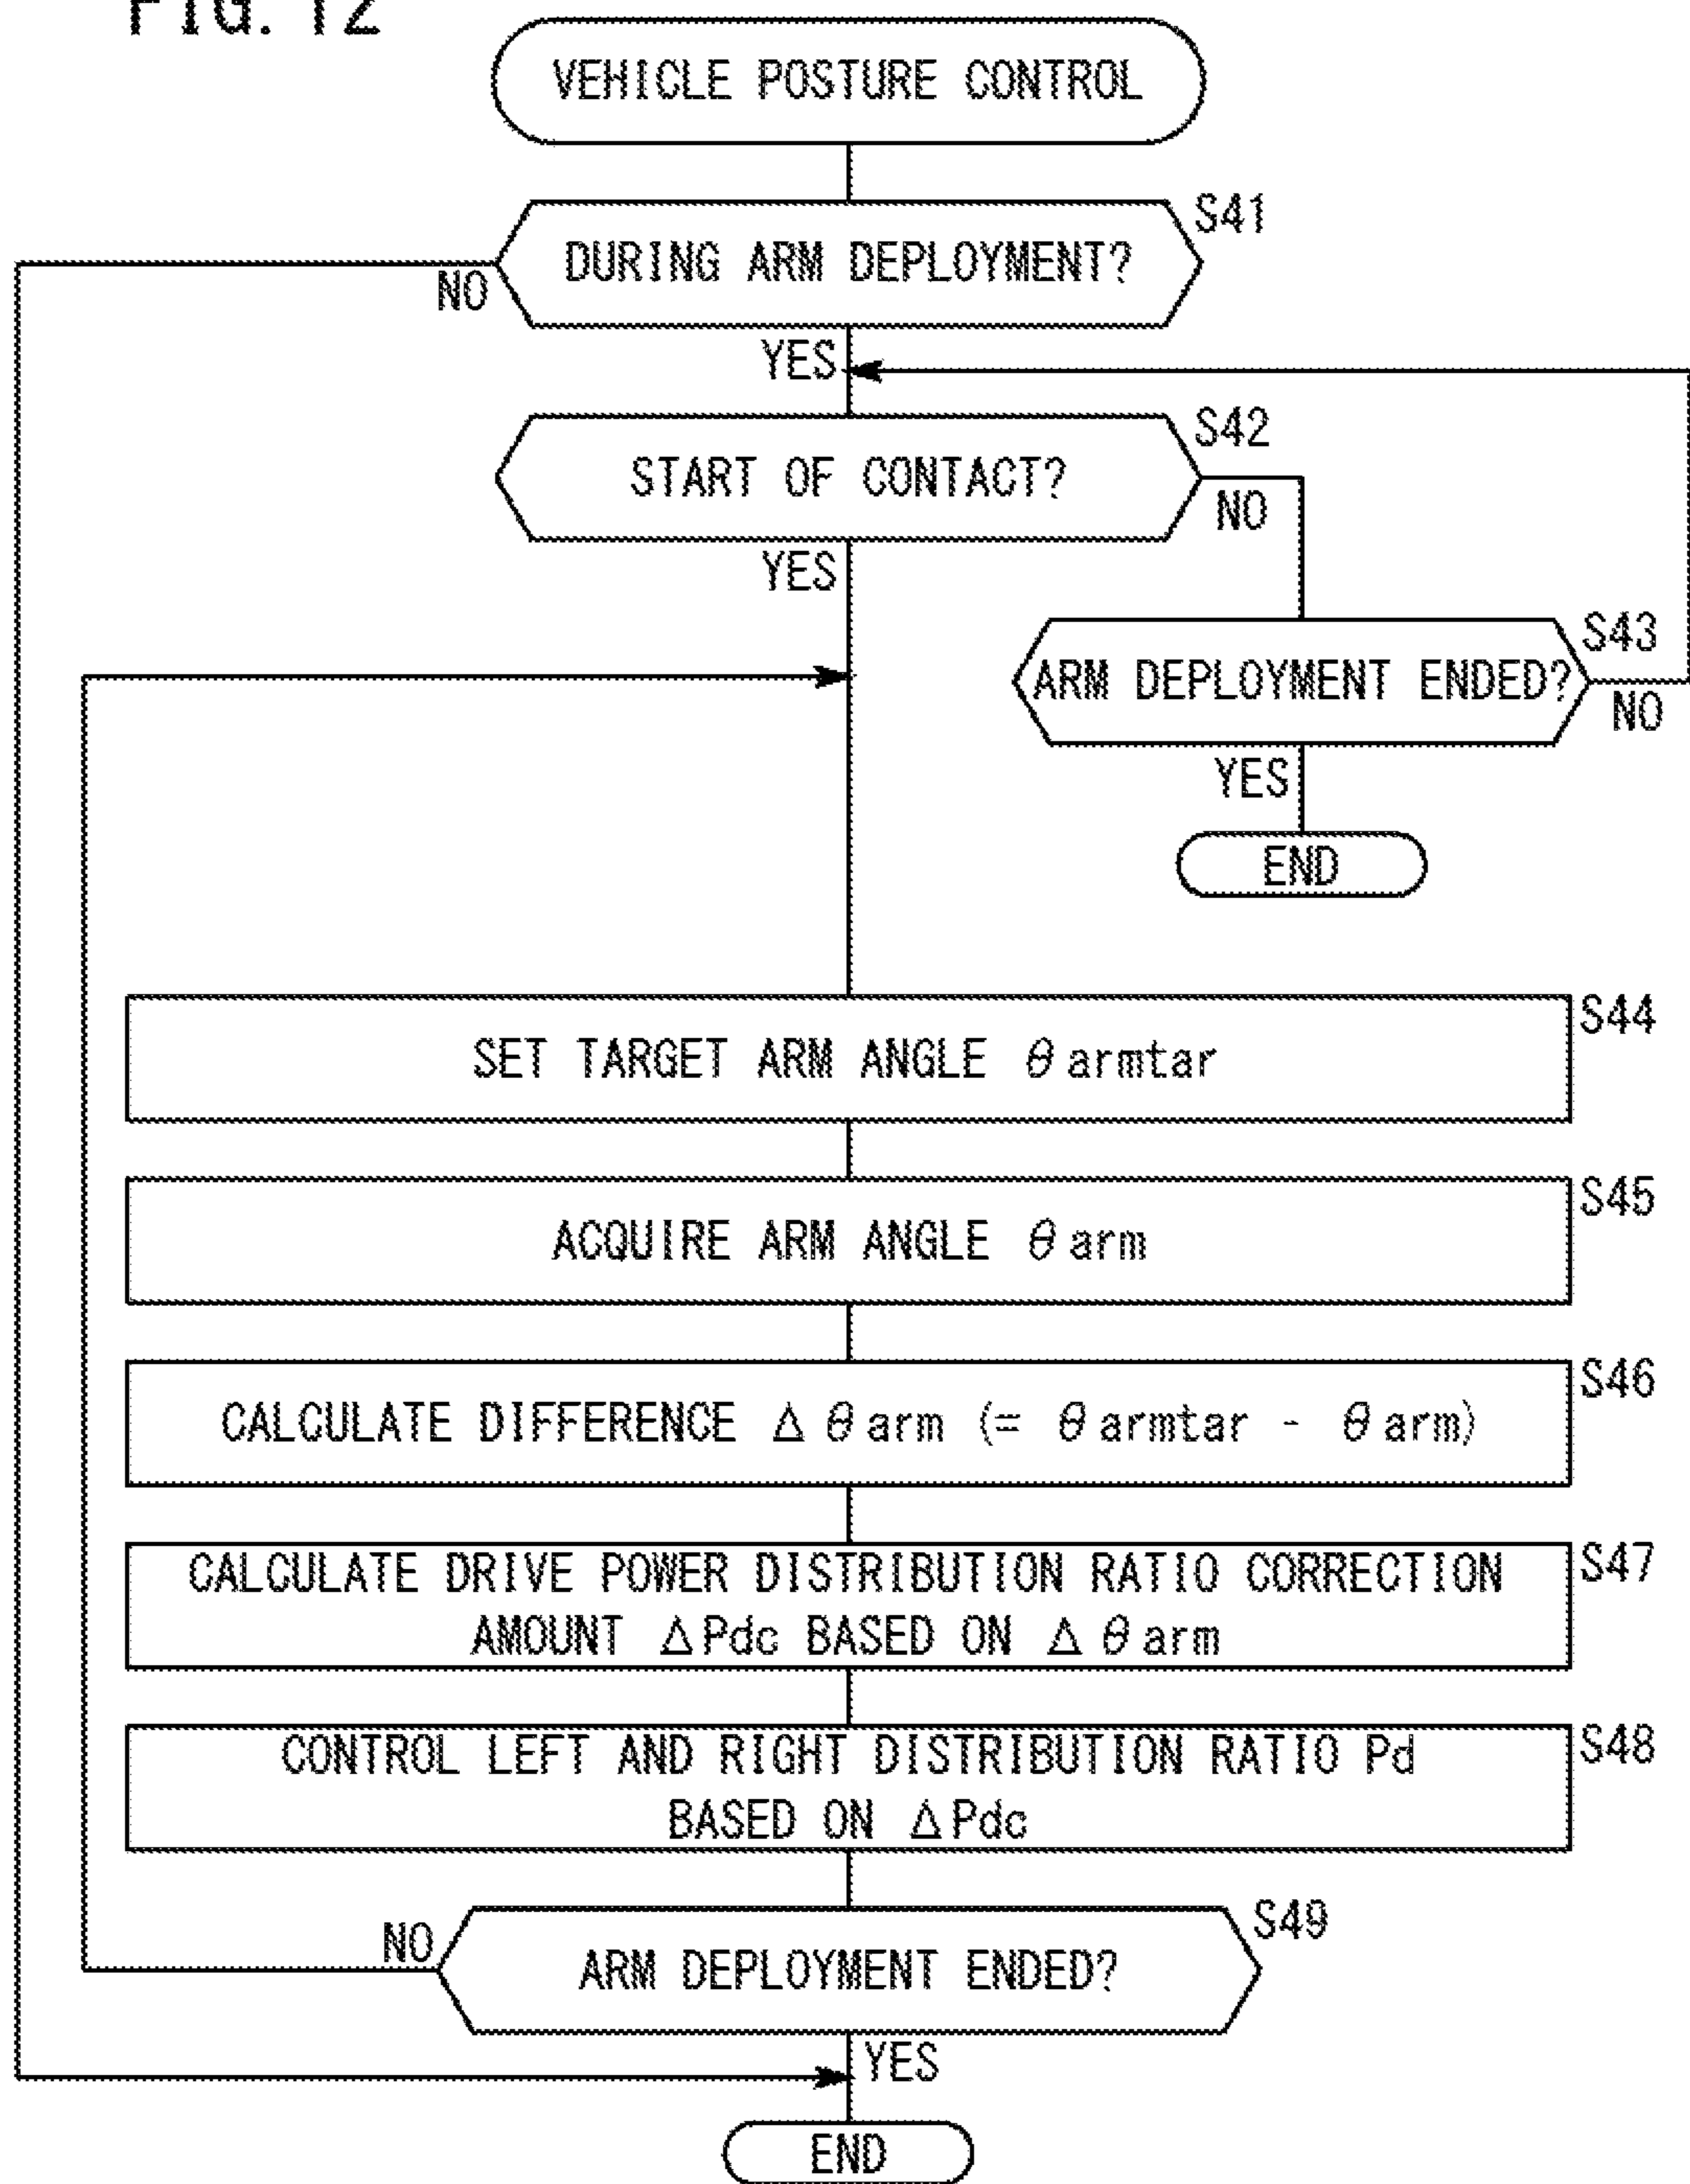 FIG. 12
VEHICLE POSTURE CONTROL
S41
DURING ARM DEPLOYMENT?
NO
YES
S42
START OF CONTACT?
NO
YES
S43
ARM DEPLOYMENT ENDED?
NO
YES
END
S44
SET TARGET ARM ANGLE θarmtar
S45
ACQUIRE ARM ANGLE θarm
S46
CALCULATE DIFFERENCE Δθarm (= θarmtar - θarm)
S47
CALCULATE DRIVE POWER DISTRIBUTION RATIO CORRECTION
AMOUNT ΔPdc BASED ON Δθarm
S48
CONTROL LEFT AND RIGHT DISTRIBUTION RATIO Pd
BASED ON ΔPdc
S49
NO
ARM DEPLOYMENT ENDED?
YES
END